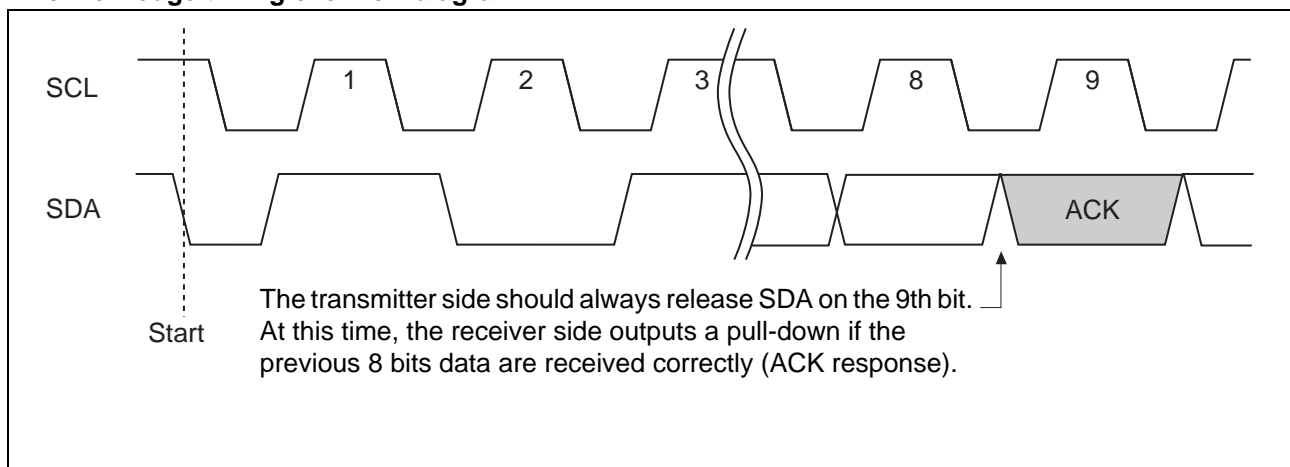 SCL
1 2 3 8 9
SDA
ACK
Start
The transmitter side should always release SDA on the 9th bit.
At this time, the receiver side outputs a pull-down if the
previous 8 bits data are received correctly (ACK response).